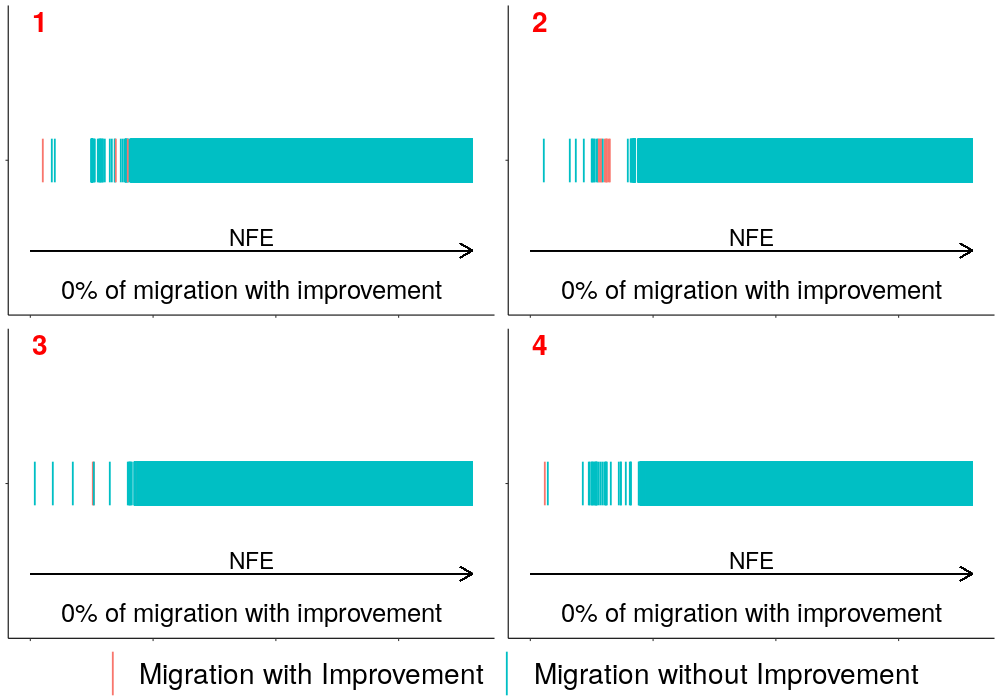 1
NFE
0% of migration with improvement
2
NFE
0% of migration with improvement
3
NFE
0% of migration with improvement
4
NFE
0% of migration with improvement
Migration with Improvement
Migration without Improvement